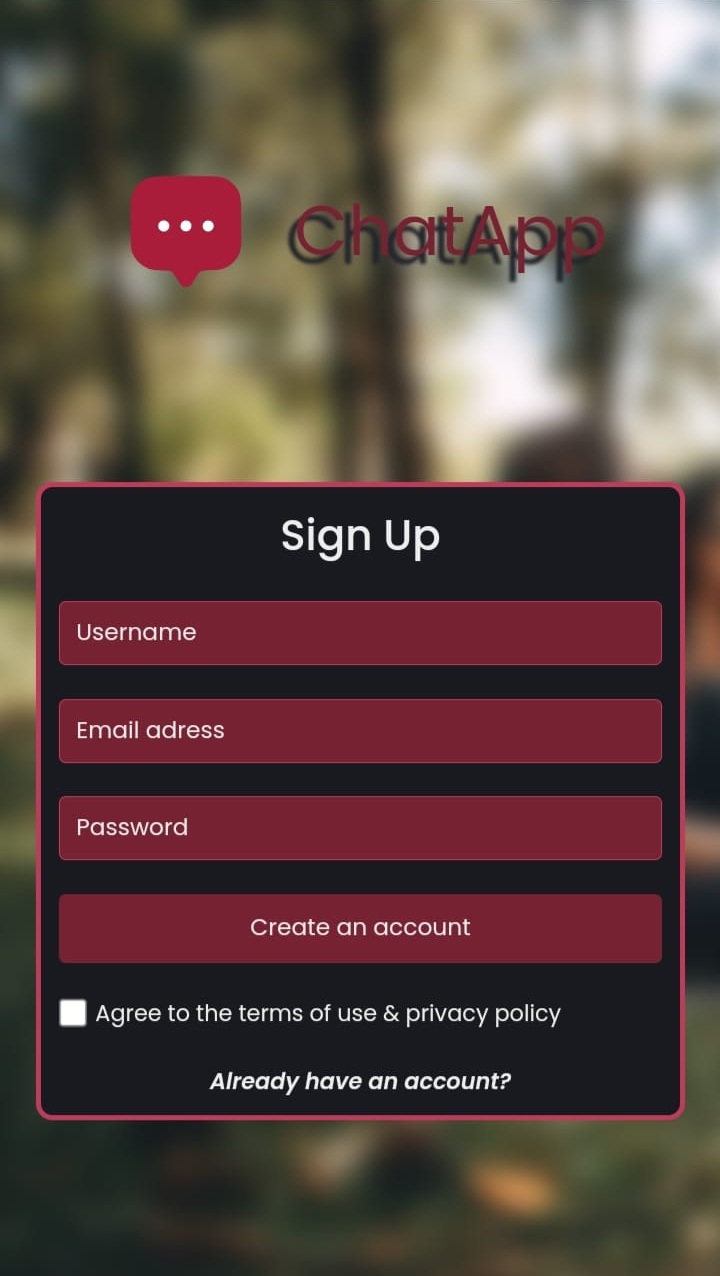 ChatApp
Sign Up
Username
Email adress
Password
Create an account
Agree to the terms of use & privacy policy
Already have an account?